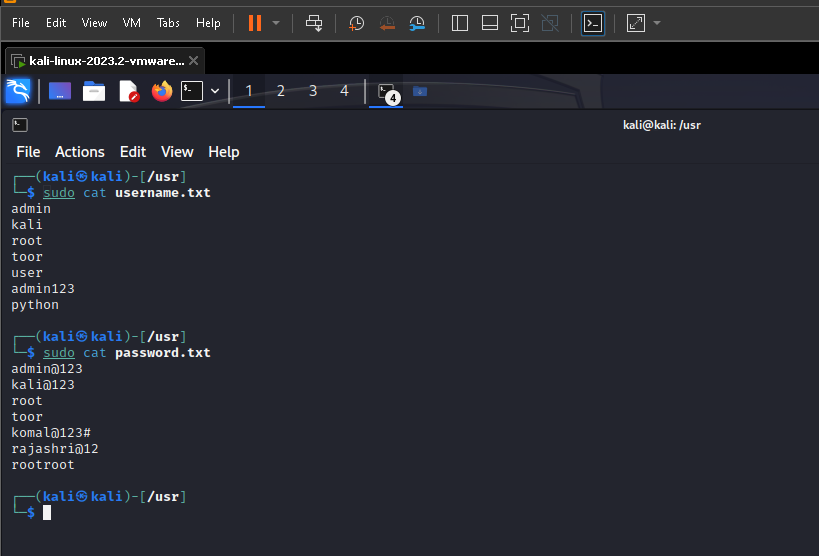 File Edit View VM Tabs Help
kali-linux-2023.2-vmware...
1 2 3 4 4
kali@kali: /usr
File Actions Edit View Help
┌──(kali㉿kali)-[/usr]
└─$ sudo cat username.txt
admin
kali
root
toor
user
admin123
python
┌──(kali㉿kali)-[/usr]
└─$ sudo cat password.txt
admin@123
kali@123
root
toor
komal@123#
rajashri@12
rootroot
┌──(kali㉿kali)-[/usr]
└─$